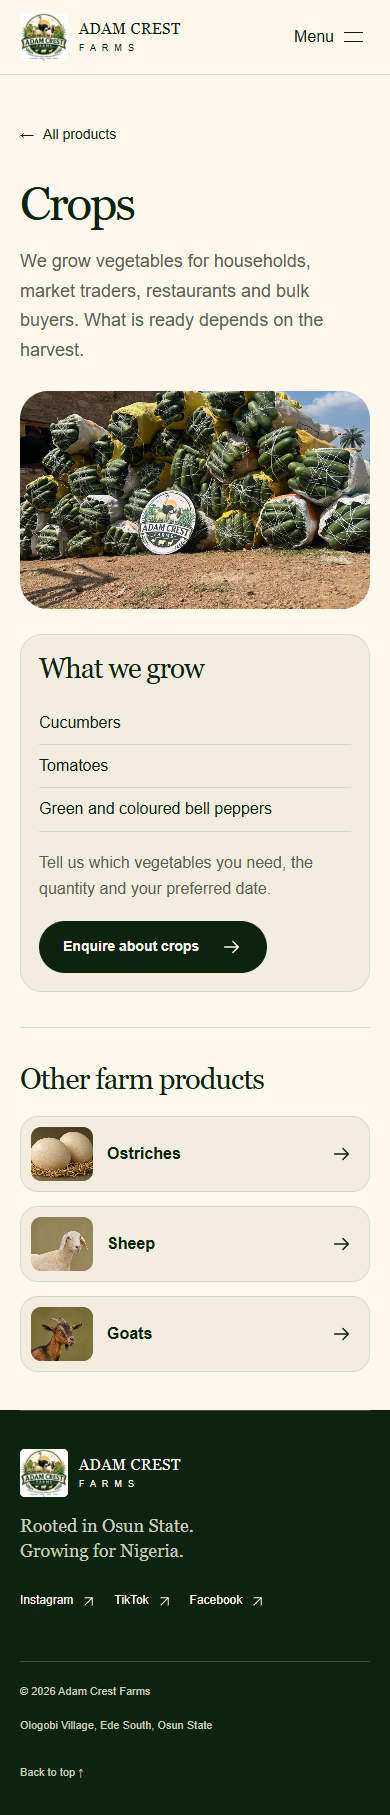 ADAM CREST
FARMS
Menu
← All products
Crops
We grow vegetables for households,
market traders, restaurants and bulk
buyers. What is ready depends on the
harvest.
ADAM CREST
FARMS
What we grow
Cucumbers
Tomatoes
Green and coloured bell peppers
Tell us which vegetables you need, the
quantity and your preferred date.
Enquire about crops →
Other farm products
Ostriches →
Sheep →
Goats →
ADAM CREST
FARMS
Rooted in Osun State.
Growing for Nigeria.
Instagram ↗ TikTok ↗ Facebook ↗
© 2026 Adam Crest Farms
Ologobi Village, Ede South, Osun State
Back to top ↑